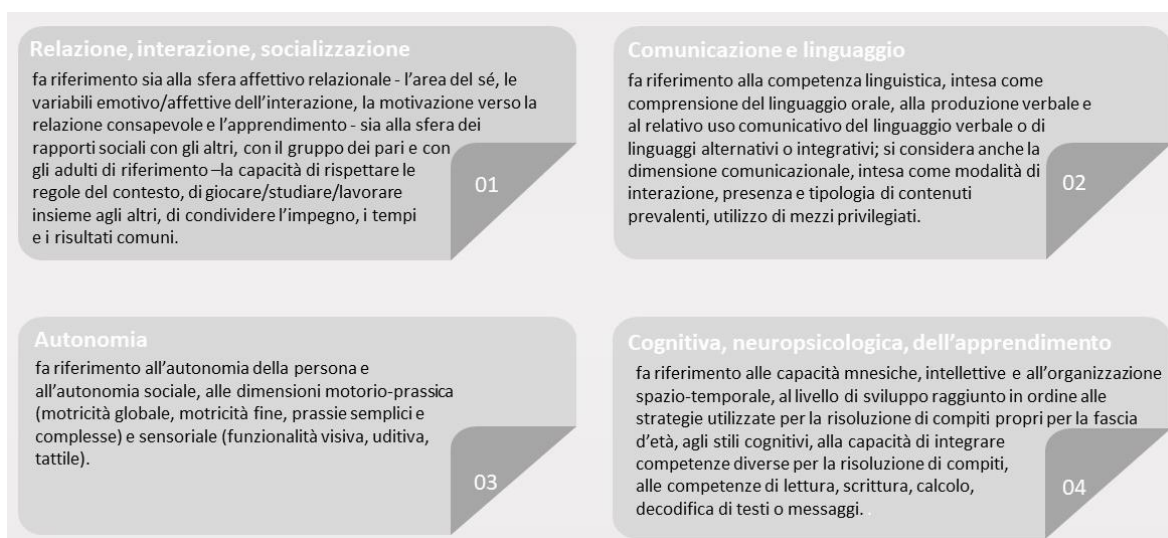 Relazione, interazione, socializzazione
fa riferimento sia alla sfera affettivo relazionale - l’area del sé, le
variabili emotivo/affettive dell’interazione, la motivazione verso la
relazione consapevole e l’apprendimento - sia alla sfera dei
rapporti sociali con gli altri, con il gruppo dei pari e con
gli adulti di riferimento –la capacità di rispettare le
regole del contesto, di giocare/studiare/lavorare
insieme agli altri, di condividere l’impegno, i tempi
e i risultati comuni.
01
Comunicazione e linguaggio
fa riferimento alla competenza linguistica, intesa come
comprensione del linguaggio orale, alla produzione verbale e
al relativo uso comunicativo del linguaggio verbale o di
linguaggi alternativi o integrativi; si considera anche la
dimensione comunicazionale, intesa come modalità di
interazione, presenza e tipologia di contenuti
prevalenti, utilizzo di mezzi privilegiati.
02
Autonomia
fa riferimento all’autonomia della persona e
all’autonomia sociale, alle dimensioni motorio-prassica
(motricità globale, motricità fine, prassie semplici e
complesse) e sensoriale (funzionalità visiva, uditiva,
tattile).
03
Cognitiva, neuropsicologica, dell’apprendimento
fa riferimento alle capacità mnesiche, intellettive e all’organizzazione
spazio-temporale, al livello di sviluppo raggiunto in ordine alle
strategie utilizzate per la risoluzione di compiti propri per la fascia
d’età, agli stili cognitivi, alla capacità di integrare
competenze diverse per la risoluzione di compiti,
alle competenze di lettura, scrittura, calcolo,
decodifica di testi o messaggi.
04